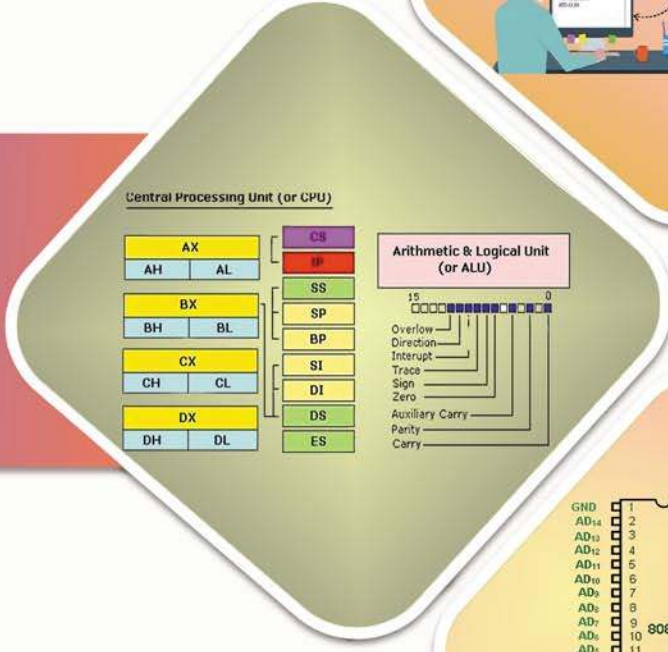 Central Processing Unit (or CPU)
AX
AH AL
BX
BH BL
CX
CH CL
DX
DH DL
CS
IP
SS
SP
BP
SI
DI
DS
ES
Arithmetic & Logical Unit
(or ALU)
15 0
Overlow
Direction
Interupt
Trace
Sign
Zero
Auxiliary Carry
Parity
Carry
GND 1
AD14 2
AD13 3
AD12 4
AD11 5
AD10 6
AD9 7
AD8 8
AD7 9
AD6 10
AD5 11
808